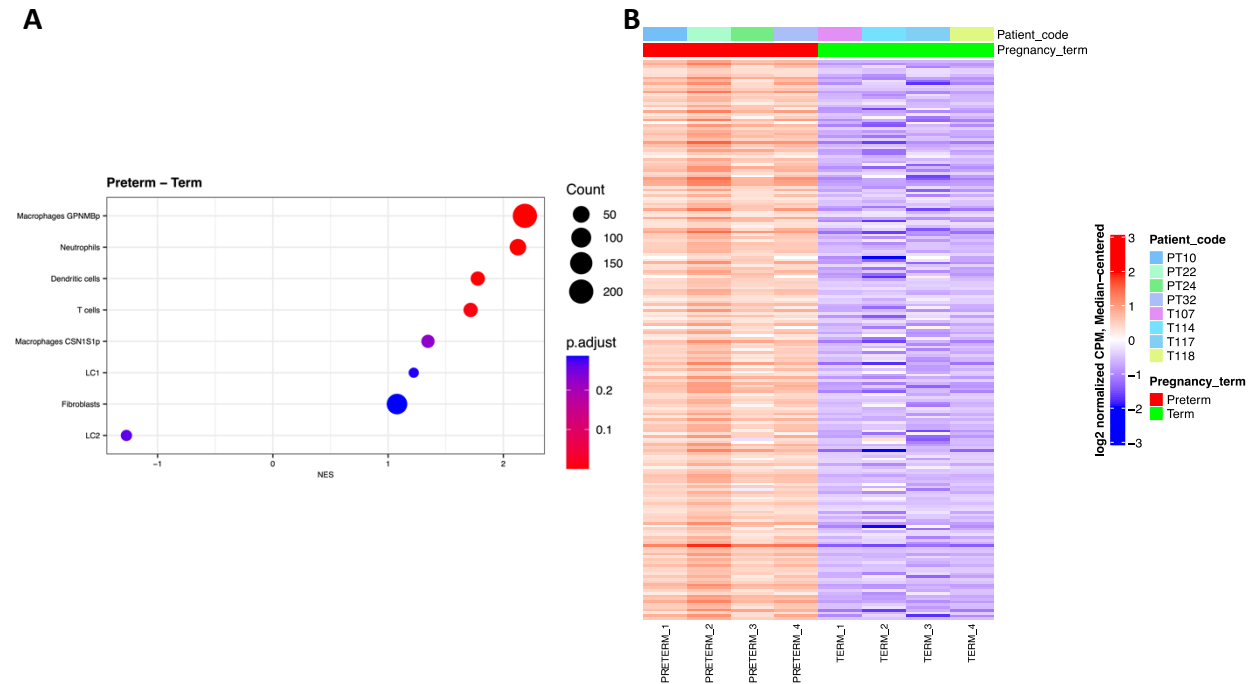 A
Preterm – Term
Macrophages GPNMBp
Neutrophils
Dendritic cells
T cells
Macrophages CSN1S1p
LC1
Fibroblasts
LC2
−1
0
1
2
NES
Count
50
100
150
200
p.adjust
0.2
0.1
B
Patient_code
Pregnancy_term
PRETERM_1
PRETERM_2
PRETERM_3
PRETERM_4
TERM_1
TERM_2
TERM_3
TERM_4
log2 normalized CPM, Median−centered
3
2
1
0
−1
−2
−3
Patient_code
PT10
PT22
PT24
PT32
T107
T114
T117
T118
Pregnancy_term
Preterm
Term